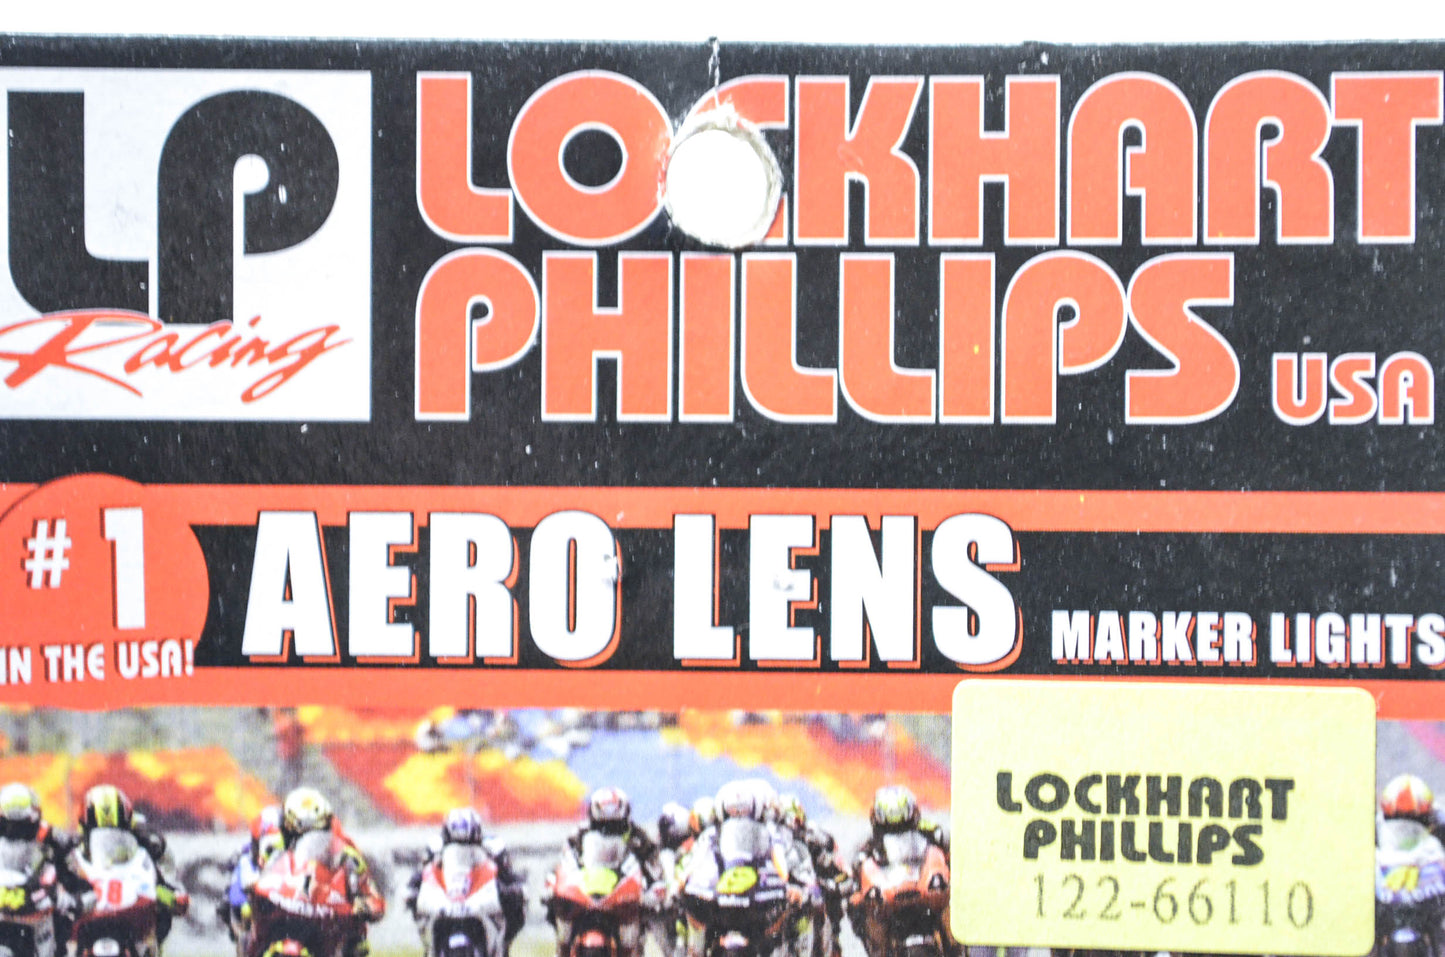 LP
Racing
LOCKHART
PHILLIPS USA
#1
IN THE USA!
AERO LENS MARKER LIGHTS
LOCKHART
PHILLIPS
122-66110